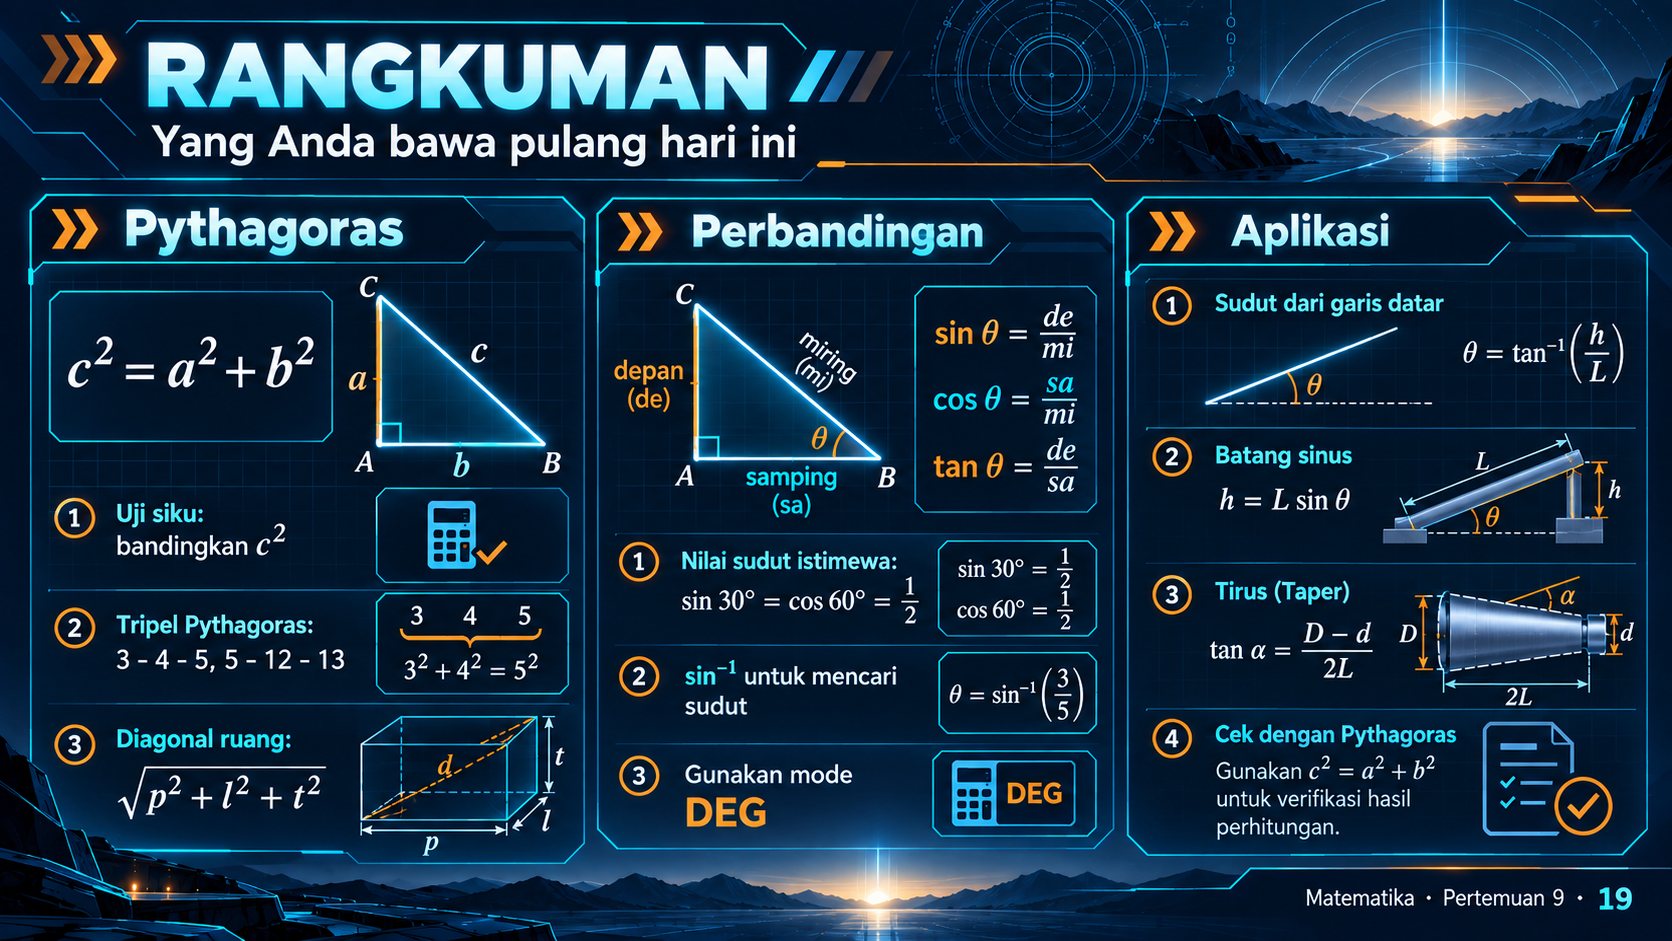 RANGKUMAN
Yang Anda bawa pulang hari ini
Pythagoras
c² = a² + b²
C
a
c
A
b
B
1
Uji siku:
bandingkan c²
2
Tripel Pythagoras:
3 - 4 - 5, 5 - 12 - 13
3 4 5
3² + 4² = 5²
3
Diagonal ruang:
√(p² + l² + t²)
d
t
l
p
Perbandingan
C
depan
(de)
miring
(mi)
θ
A
samping
(sa)
B
sin θ = de/mi
cos θ = sa/mi
tan θ = de/sa
1
Nilai sudut istimewa:
sin 30° = cos 60° = 1/2
sin 30° = 1/2
cos 60° = 1/2
2
sin⁻¹ untuk mencari
sudut
θ = sin⁻¹(3/5)
3
Gunakan mode
DEG
DEG
Aplikasi
1
Sudut dari garis datar
θ
θ = tan⁻¹(h/L)
2
Batang sinus
h = L sin θ
L
θ
h
3
Tirus (Taper)
tan α = (D − d)/2L
α
D
d
2L
4
Cek dengan Pythagoras
Gunakan c² = a² + b²
untuk verifikasi hasil
perhitungan.
Matematika • Pertemuan 9 • 19